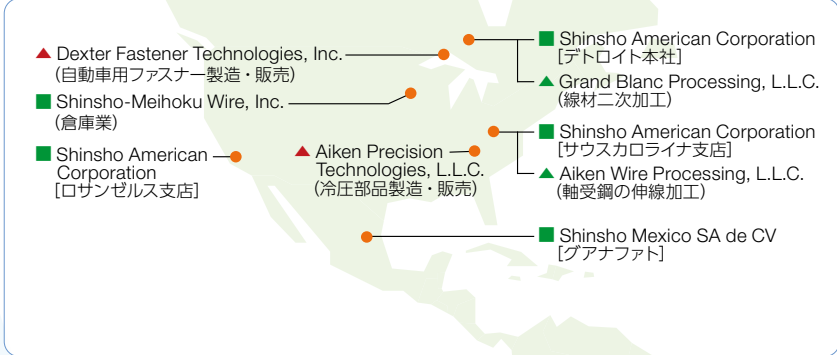 ▲ Dexter Fastener Technologies, Inc.
(自動車用ファスナー製造・販売)
■ Shinsho-Meihoku Wire, Inc.
(倉庫業)
■ Shinsho American
Corporation
[ロサンゼルス支店]
▲ Aiken Precision
Technologies, L.L.C.
(冷圧部品製造・販売)
■ Shinsho American Corporation
[デトロイト本社]
▲ Grand Blanc Processing, L.L.C.
(線材二次加工)
■ Shinsho American Corporation
[サウスカロライナ支店]
▲ Aiken Wire Processing, L.L.C.
(軸受鋼の伸線加工)
■ Shinsho Mexico SA de CV
[グアナファト]